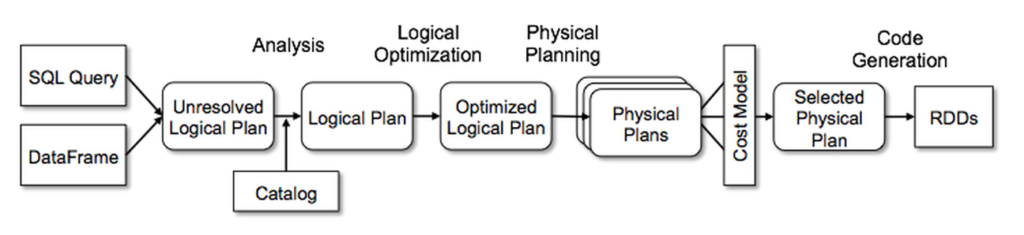 Analysis
Logical
Optimization
Physical
Planning
Code
Generation
SQL Query
DataFrame
Unresolved
Logical Plan
Catalog
Logical Plan
Optimized
Logical Plan
Physical
Plans
Cost Model
Selected
Physical
Plan
RDDs